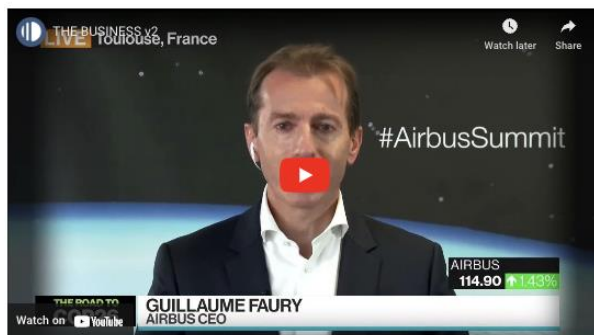 THE BUSINESS v2
LIVE Toulouse, France
Watch later
Share
#AirbusSummit
AIRBUS
114.90 1.43%
THE ROAD TO
COP26
GUILLAUME FAURY
AIRBUS CEO
Watch on YouTube